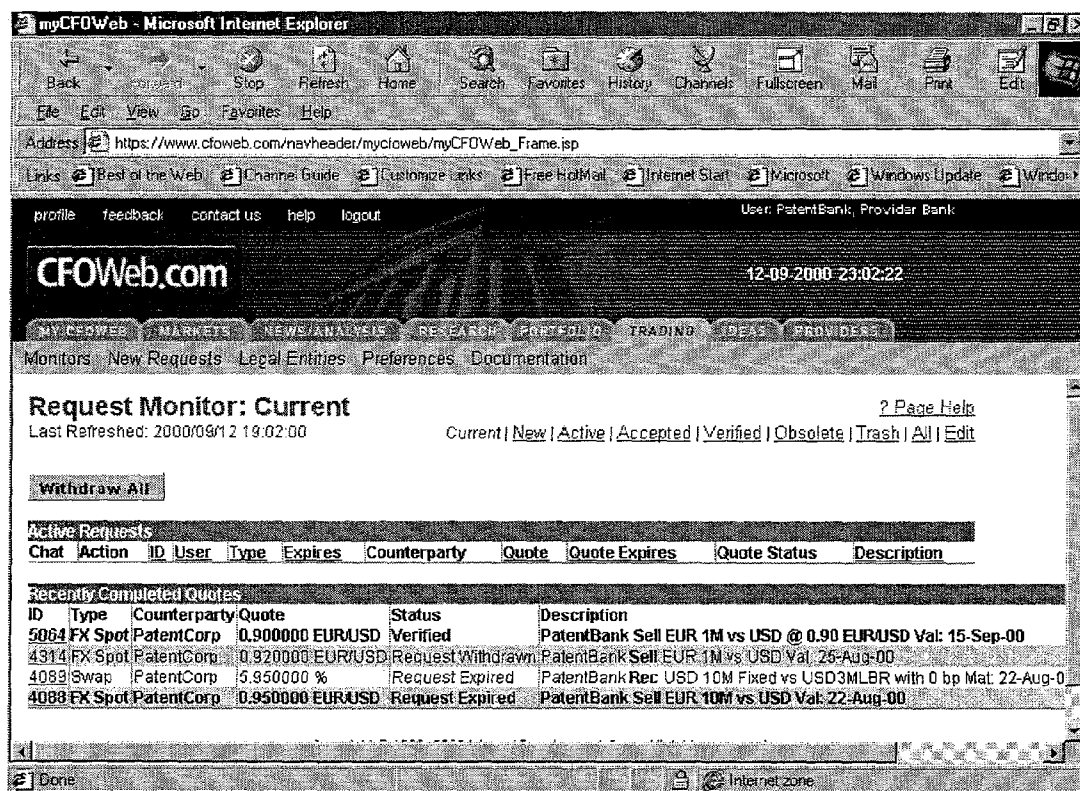 myCFOWeb - Microsoft Internet Explorer
Back Stop Refresh Home Search Favorites History Channels Fullscreen Mail Print Edit
File Edit View Go Favorites Help
Address https://www.cfoweb.com/navheader/mycfoweb/myCFOWeb_Frame.jsp
Links Best of the Web Channel Guide Customize Links Free HotMail Internet Start Microsoft Windows Update Window
profile feedback contact us help logout User: PatentBank, Provider Bank
CFOWeb.com 12-09-2000 23:02:22
MY CFOWEB MARKETS NEWS/ANALYSIS RESEARCH PORTFOLIO TRADING IDEAS PROVIDERS
Monitors New Requests Legal Entities Preferences Documentation
Request Monitor: Current ? Page Help
Last Refreshed: 2000/09/12 19:02:00 Current | New | Active | Accepted | Verified | Obsolete | Trash | All | Edit
Withdraw All
Active Requests
Chat Action ID User Type Expires Counterparty Quote Quote Expires Quote Status Description
Recently Completed Quotes
ID Type Counterparty Quote Status Description
5064 FX Spot PatentCorp 0.900000 EUR/USD Verified PatentBank Sell EUR 1M vs USD @ 0.90 EUR/USD Val: 15-Sep-00
4314 FX Spot PatentCorp 0.920000 EUR/USD Request Withdrawn PatentBank Sell EUR 1M vs USD Val: 25-Aug-00
4089 Swap PatentCorp 5.950000 % Request Expired PatentBank Rec USD 10M Fixed vs USD3MLBR with 0 bp Mat: 22-Aug-0
4088 FX Spot PatentCorp 0.950000 EUR/USD Request Expired PatentBank Sell EUR 10M vs USD Val: 22-Aug-00
Done Internet zone